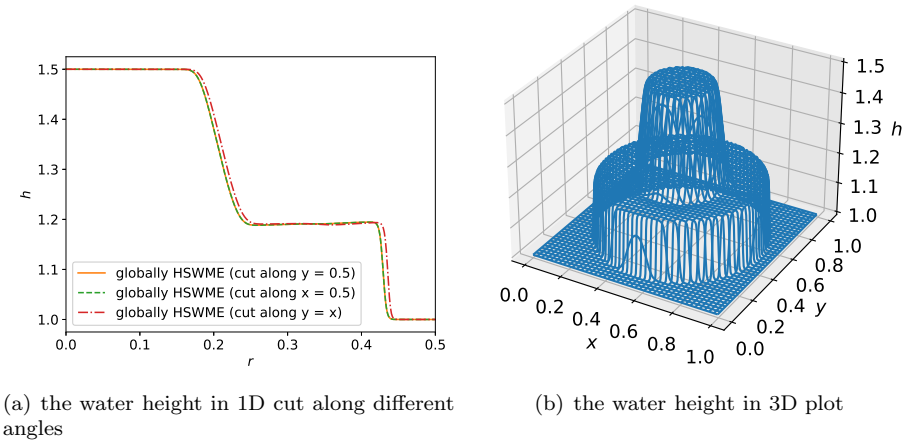 1.5
1.4
1.3
h
1.2
1.1
1.0
globally HSWME (cut along y = 0.5)
globally HSWME (cut along x = 0.5)
globally HSWME (cut along y = x)
0.0 0.1 0.2 0.3 0.4 0.5
r
(a) the water height in 1D cut along different
angles
1.5
1.4
1.3
h
1.2
1.1
1.0
0.0 0.2 0.4 0.6 0.8 1.0
x
0.0 0.2 0.4 0.6 0.8 1.0
y
(b) the water height in 3D plot